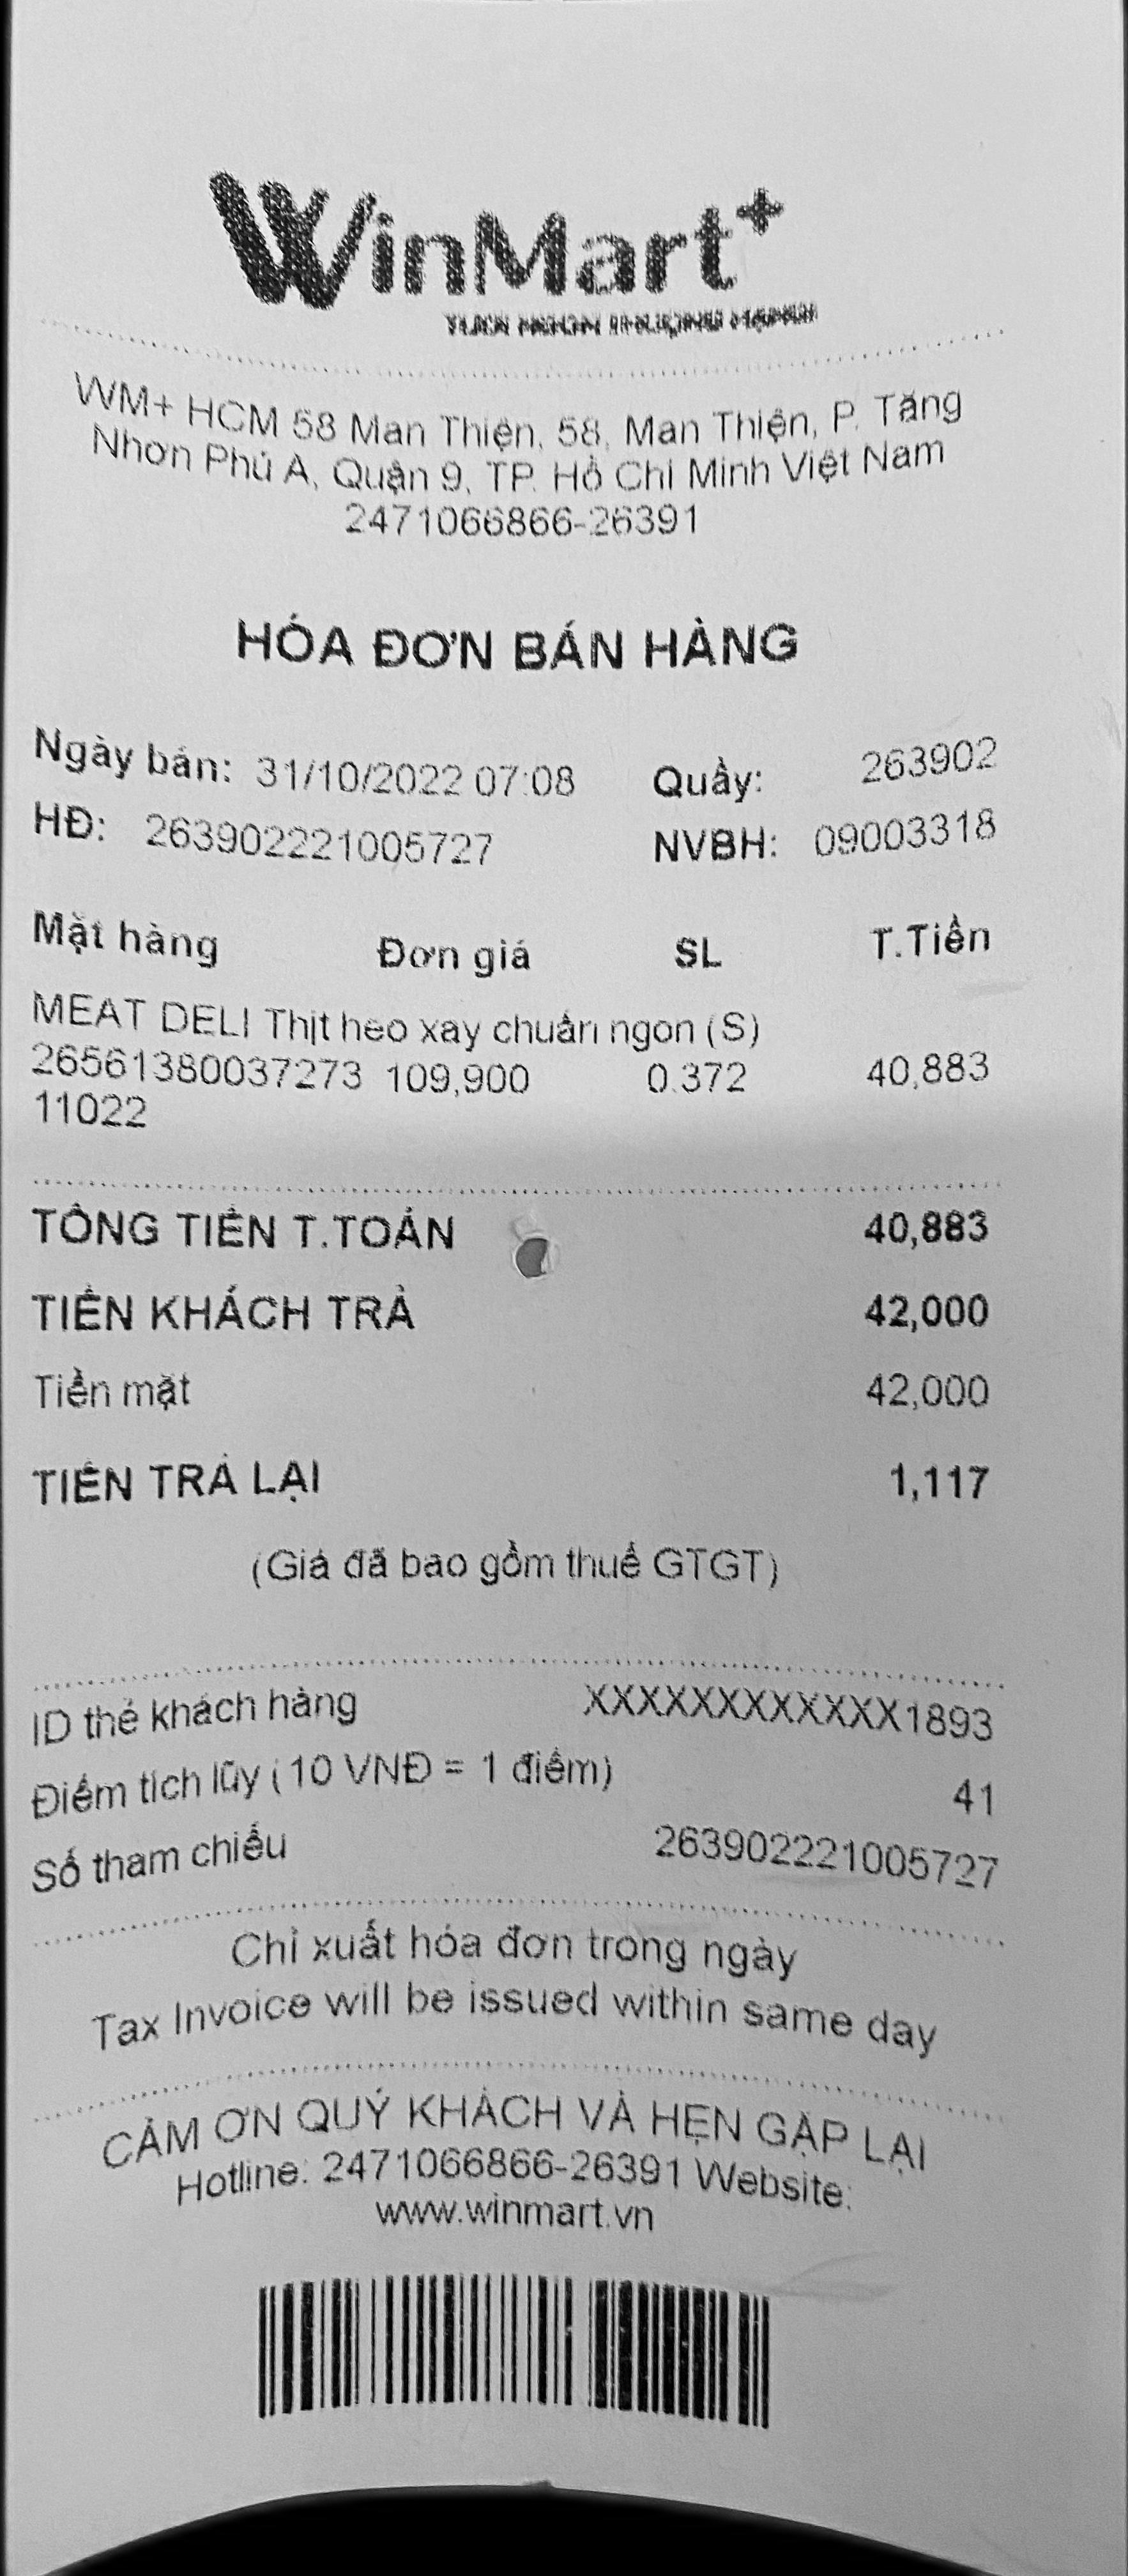 WinMart+
WM+ HCM 58 Man Thiện, 58, Man Thiện, P. Tăng
Nhơn Phú A, Quận 9, TP. Hồ Chí Minh Việt Nam
2471066866-26391
HÓA ĐƠN BÁN HÀNG
Ngày bán: 31/10/2022 07:08 Quầy: 263902
HĐ: 263902221005727 NVBH: 09003318
Mặt hàng Đơn giá SL T.Tiền
MEAT DELI Thịt heo xay chuẩn ngon (S)
26561380037273 109,900 0.372 40,883
11022
TỔNG TIỀN T.TOÁN 40,883
TIỀN KHÁCH TRẢ 42,000
Tiền mặt 42,000
TIỀN TRẢ LẠI 1,117
(Giá đã bao gồm thuế GTGT)
ID thẻ khách hàng XXXXXXXXXXXX1893
Điểm tích lũy (10 VNĐ = 1 điểm) 41
Số tham chiếu 263902221005727
Chỉ xuất hóa đơn trong ngày
Tax Invoice will be issued within same day
CẢM ƠN QUÝ KHÁCH VÀ HẸN GẶP LẠI
Hotline: 2471066866-26391 Website:
www.winmart.vn